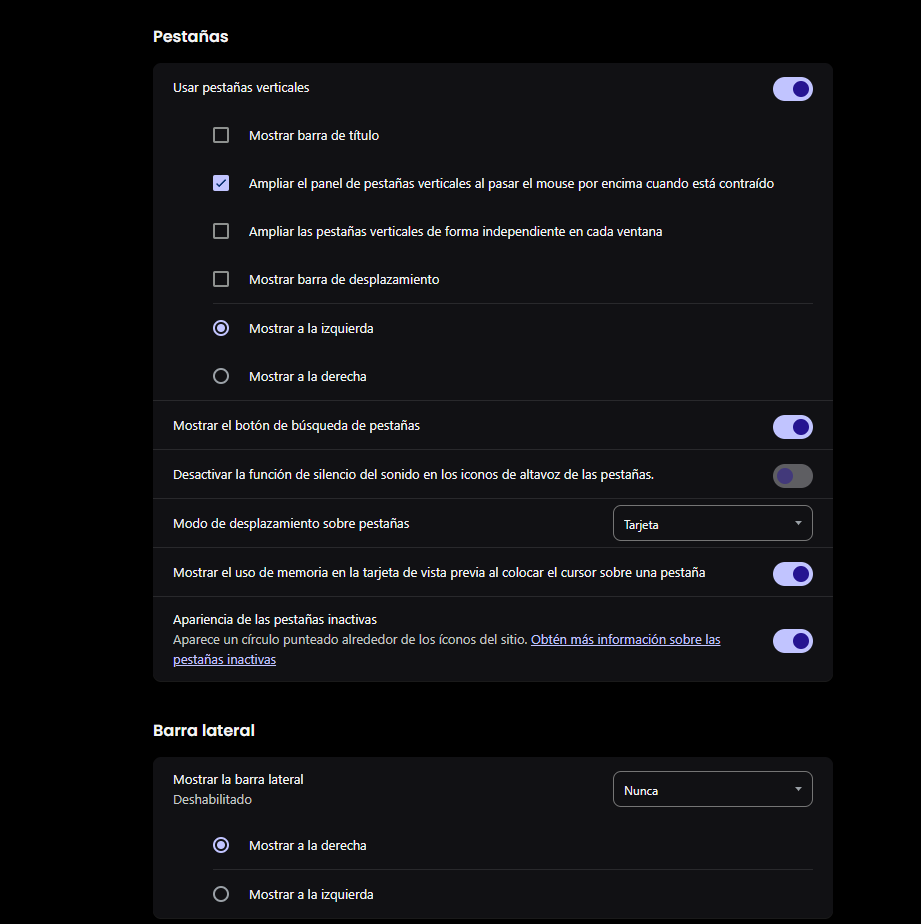 Pestañas
Usar pestañas verticales
Mostrar barra de título
Ampliar el panel de pestañas verticales al pasar el mouse por encima cuando está contraído
Ampliar las pestañas verticales de forma independiente en cada ventana
Mostrar barra de desplazamiento
Mostrar a la izquierda
Mostrar a la derecha
Mostrar el botón de búsqueda de pestañas
Desactivar la función de silencio del sonido en los iconos de altavoz de las pestañas.
Modo de desplazamiento sobre pestañas
Tarjeta
Mostrar el uso de memoria en la tarjeta de vista previa al colocar el cursor sobre una pestaña
Apariencia de las pestañas inactivas
Aparece un círculo punteado alrededor de los íconos del sitio. Obtén más información sobre las
pestañas inactivas
Barra lateral
Mostrar la barra lateral
Deshabilitado
Nunca
Mostrar a la derecha
Mostrar a la izquierda